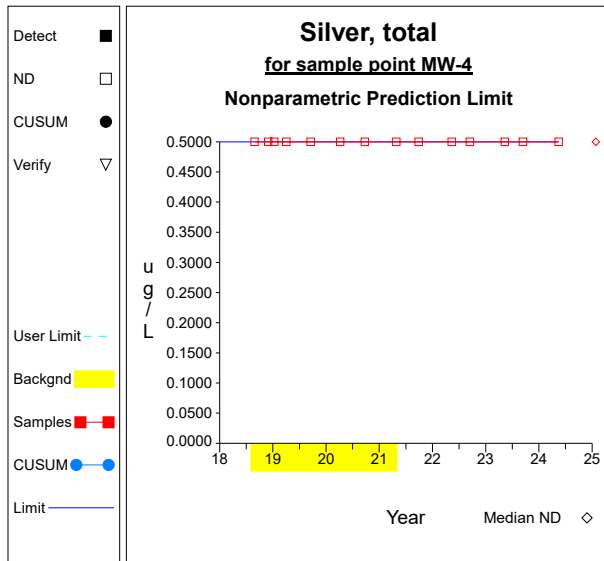 Detect
ND
CUSUM
Verify
User Limit
Backgnd
Samples
CUSUM
Limit
Silver, total
for sample point MW-4
Nonparametric Prediction Limit
ug/L
0.5000
0.4500
0.4000
0.3500
0.3000
0.2500
0.2000
0.1500
0.1000
0.0500
0.0000
18 19 20 21 22 23 24 25
Year
Median ND